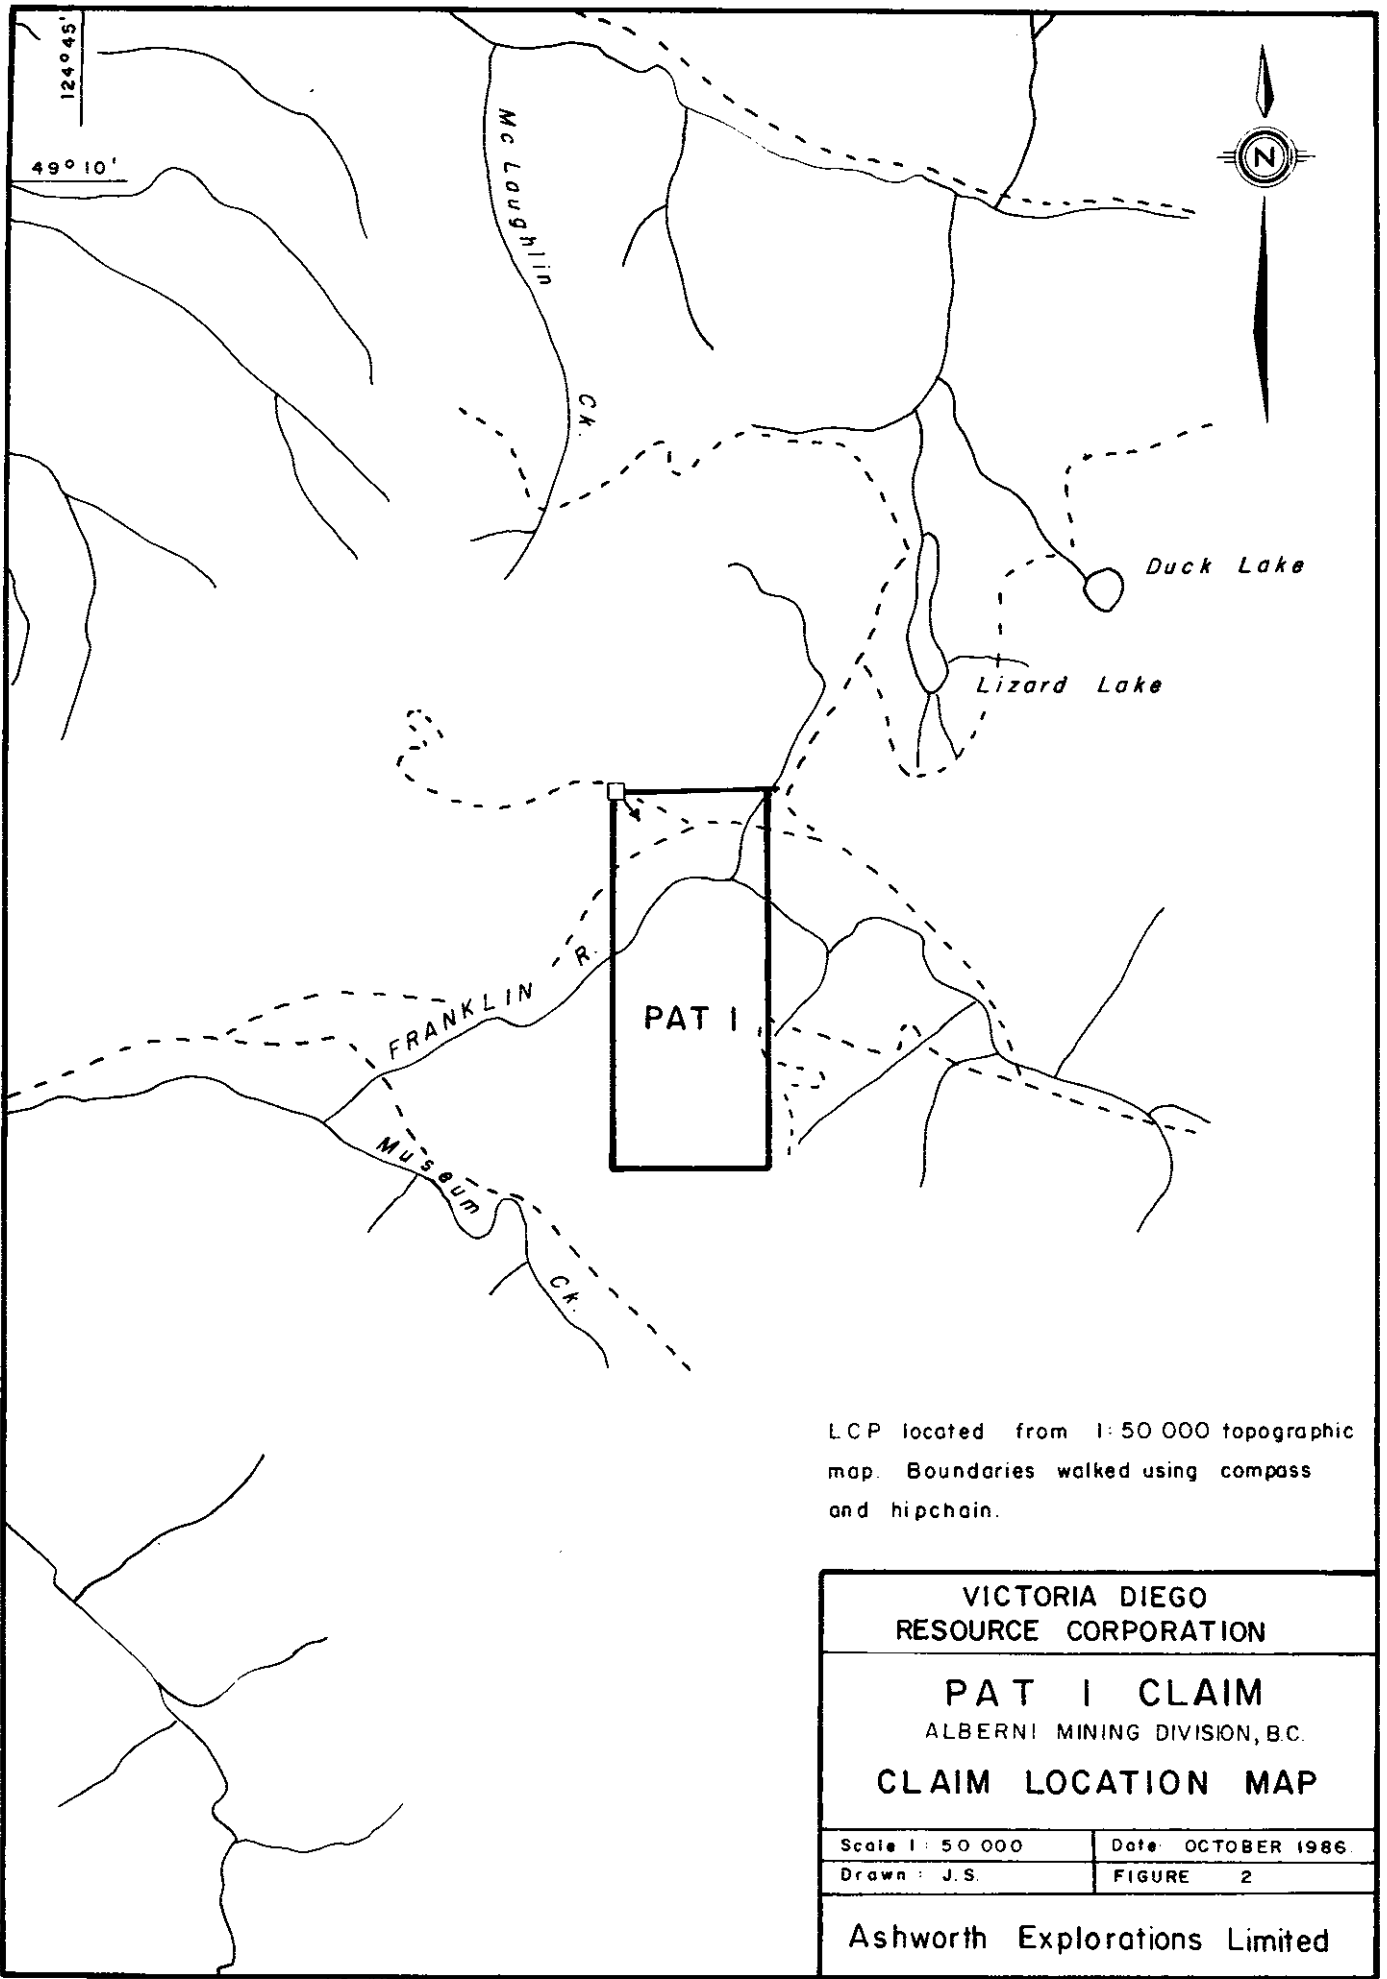 124°45'
49°10'
Mc Loughlin Ck.
N
Duck Lake
Lizard Lake
FRANKLIN R.
PAT 1
Museum Ck.
LCP located from 1:50 000 topographic
map. Boundaries walked using compass
and hipchain.
VICTORIA DIEGO
RESOURCE CORPORATION
PAT 1 CLAIM
ALBERNI MINING DIVISION, B.C.
CLAIM LOCATION MAP
Scale 1:50 000
Date: OCTOBER 1986.
Drawn: J.S.
FIGURE 2
Ashworth Explorations Limited